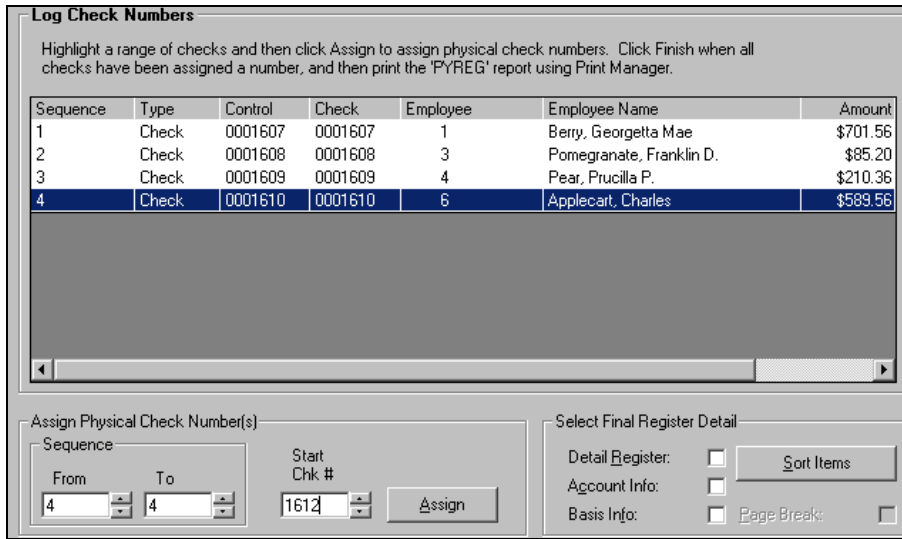 Log Check Numbers
Highlight a range of checks and then click Assign to assign physical check numbers. Click Finish when all
checks have been assigned a number, and then print the 'PYREG' report using Print Manager.
Sequence Type Control Check Employee Employee Name Amount
1 Check 0001607 0001607 1 Berry, Georgetta Mae $701.56
2 Check 0001608 0001608 3 Pomegranate, Franklin D. $85.20
3 Check 0001609 0001609 4 Pear, Prucilla P. $210.36
4 Check 0001610 0001610 6 Applecart, Charles $589.56
Assign Physical Check Number(s)
Sequence
From To
4 4
Start
Chk #
1612
Assign
Select Final Register Detail
Detail Register:
Sort Items
Account Info:
Basis Info:
Page Break: